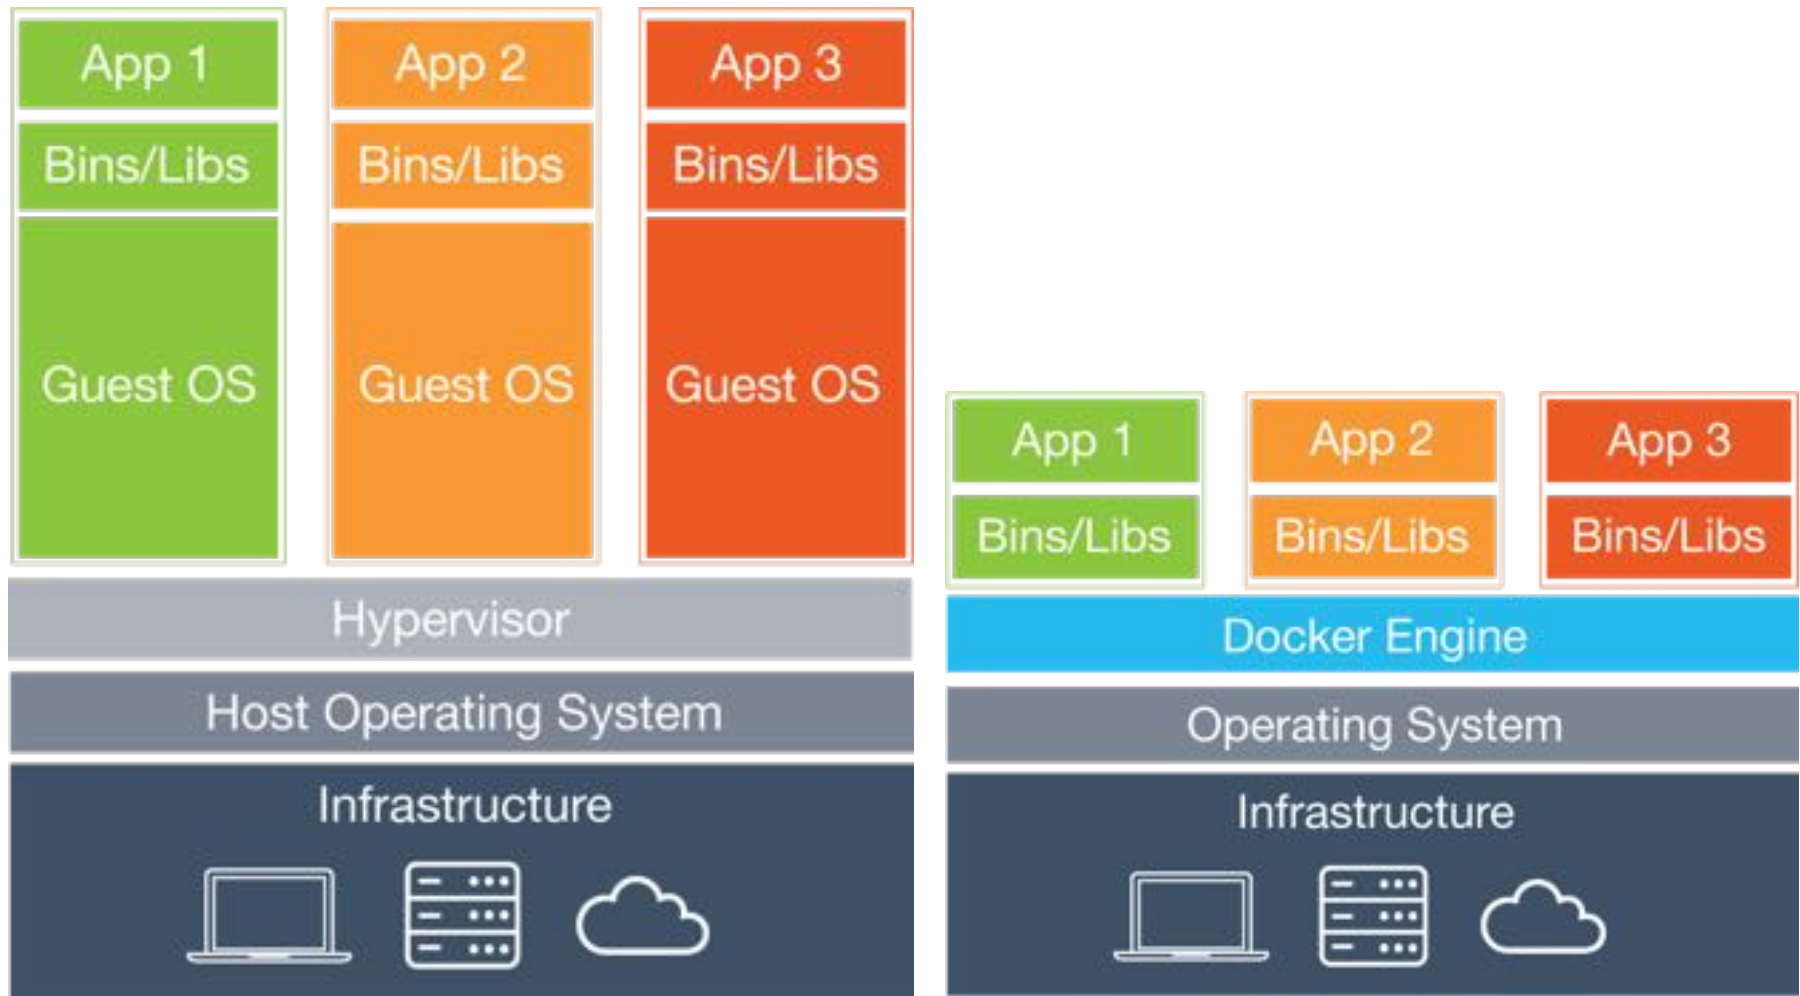 App 1
App 2
App 3
Bins/Libs
Bins/Libs
Bins/Libs
Guest OS
Guest OS
Guest OS
Hypervisor
Host Operating System
Infrastructure
App 1
App 2
App 3
Bins/Libs
Bins/Libs
Bins/Libs
Docker Engine
Operating System
Infrastructure